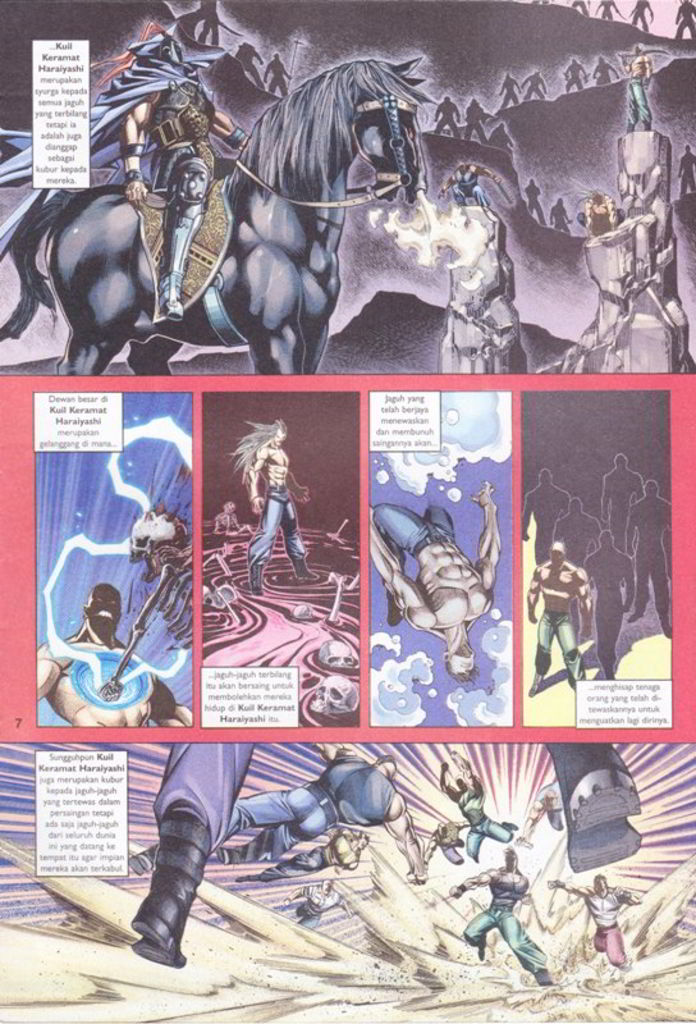 ...Kuil
Keramat
Haraiyashi
merupakan
syurga kepada
semua jaguh
yang terbilang
tetapi ia
adalah juga
dianggap
sebagai
kubur kepada
mereka.
Dewan besar di
Kuil Keramat
Haraiyashi
merupakan
gelanggang di mana...
...jaguh-jaguh terbilang
itu akan bersaing untuk
membolehkan mereka
hidup di Kuil Keramat
Haraiyashi itu.
Jaguh yang
telah berjaya
menewaskan
dan membunuh
saingannya akan...
...menghisap tenaga
orang yang telah di-
tewaskannya untuk
menguatkan lagi dirinya.
7
Sungguhpun Kuil
Keramat Haraiyashi
juga merupakan kubur
kepada jaguh-jaguh
yang tertewas dalam
persaingan tetapi
ada saja jaguh-jaguh
dari seluruh dunia
ini yang datang ke
tempat itu agar impian
mereka akan terkabul.